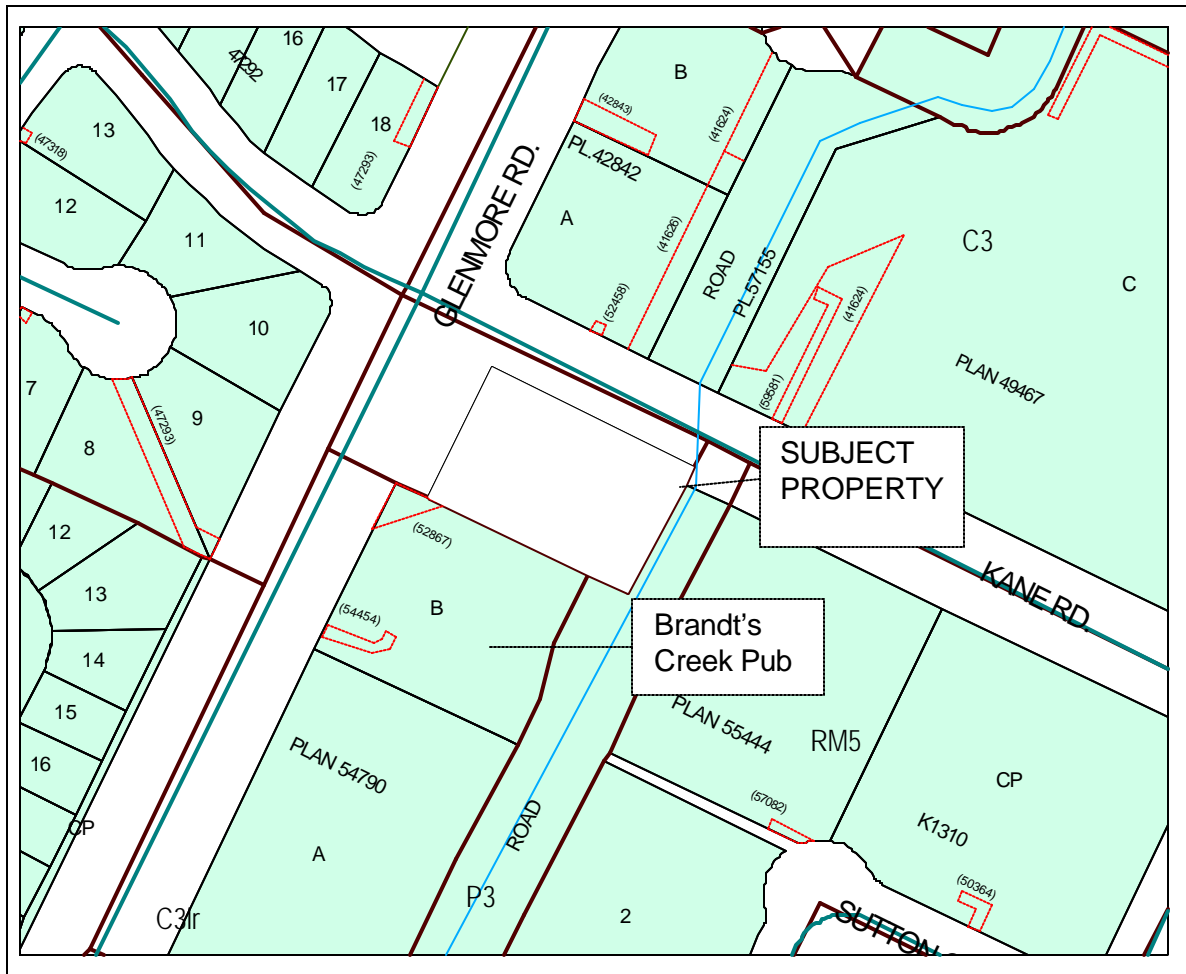 16
47292
17
B
(42843)
18
(47293)
13
(47318)
(41624)
PL.42842
GLENMORE RD.
12
11
A
(41626)
ROAD
PL.57155
C3
C
(52458)
(41624)
10
PLAN 49467
(59581)
7
9
(47293)
8
SUBJECT
PROPERTY
(52867)
12
KANE RD.
13
B
(54454)
Brandt's
Creek Pub
14
15
PLAN 55444
RM5
16
PLAN 54790
CP
CP
(57082)
K1310
ROAD
A
(50364)
P3
2
C3lr
SUTTON